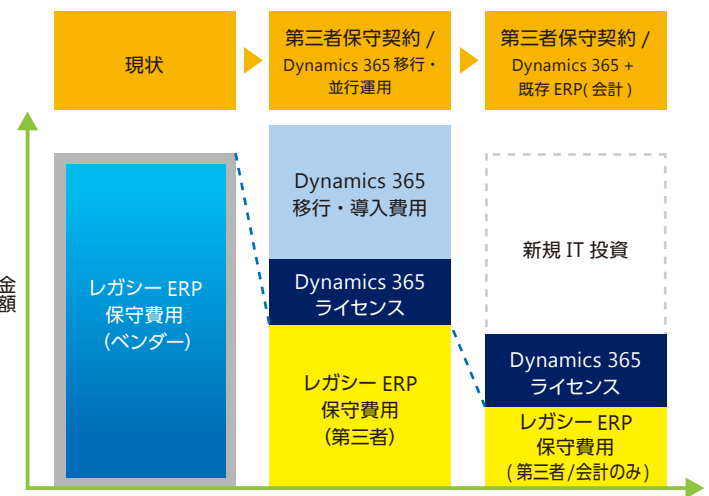 現状
第三者保守契約 /
Dynamics 365 移行・
並行運用
第三者保守契約 /
Dynamics 365 +
既存 ERP( 会計 )
金額
レガシー ERP
保守費用
(ベンダー)
Dynamics 365
移行・導入費用
Dynamics 365
ライセンス
レガシー ERP
保守費用
(第三者)
新規 IT 投資
Dynamics 365
ライセンス
レガシー ERP
保守費用
( 第三者/会計のみ )